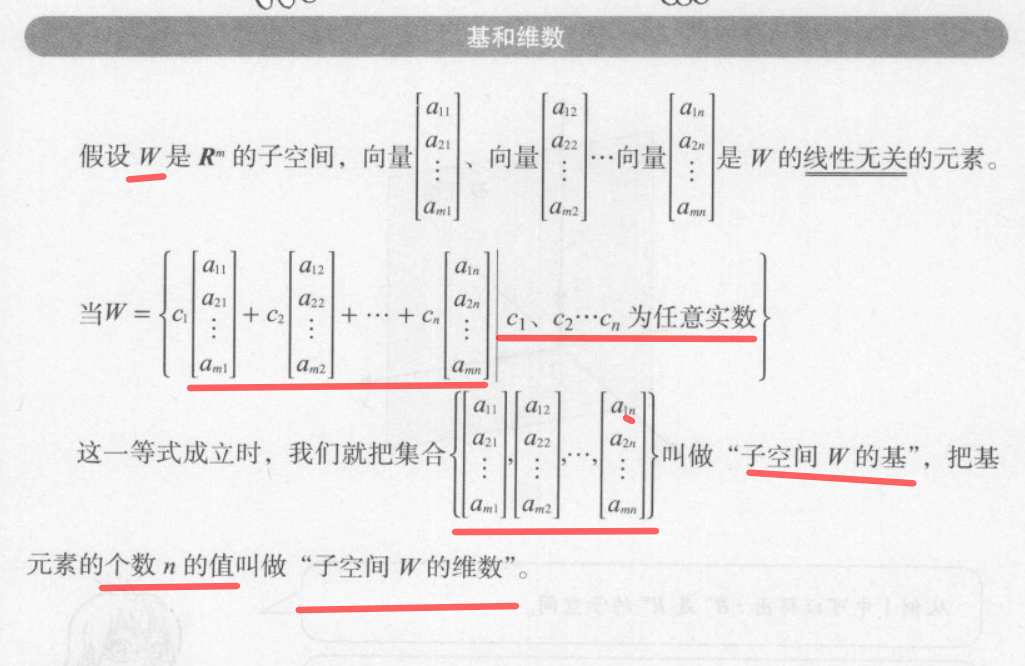 基和维数
假设 W 是 Rᵐ 的子空间，向量[a₁₁ a₂₁ ⋮ aₘ₁]、向量[a₁₂ a₂₂ ⋮ aₘ₂]…向量[a₁ₙ a₂ₙ ⋮ aₘₙ]是 W 的线性无关的元素。
当W = {c₁[a₁₁ a₂₁ ⋮ aₘ₁] + c₂[a₁₂ a₂₂ ⋮ aₘ₂] + ⋯ + cₙ[a₁ₙ a₂ₙ ⋮ aₘₙ] | c₁、c₂…cₙ 为任意实数}
这一等式成立时，我们就把集合{[a₁₁ a₂₁ ⋮ aₘ₁],[a₁₂ a₂₂ ⋮ aₘ₂],⋯,[a₁ₙ a₂ₙ ⋮ aₘₙ]}叫做“子空间 W 的基”，把基
元素的个数 n 的值叫做“子空间 W 的维数”。